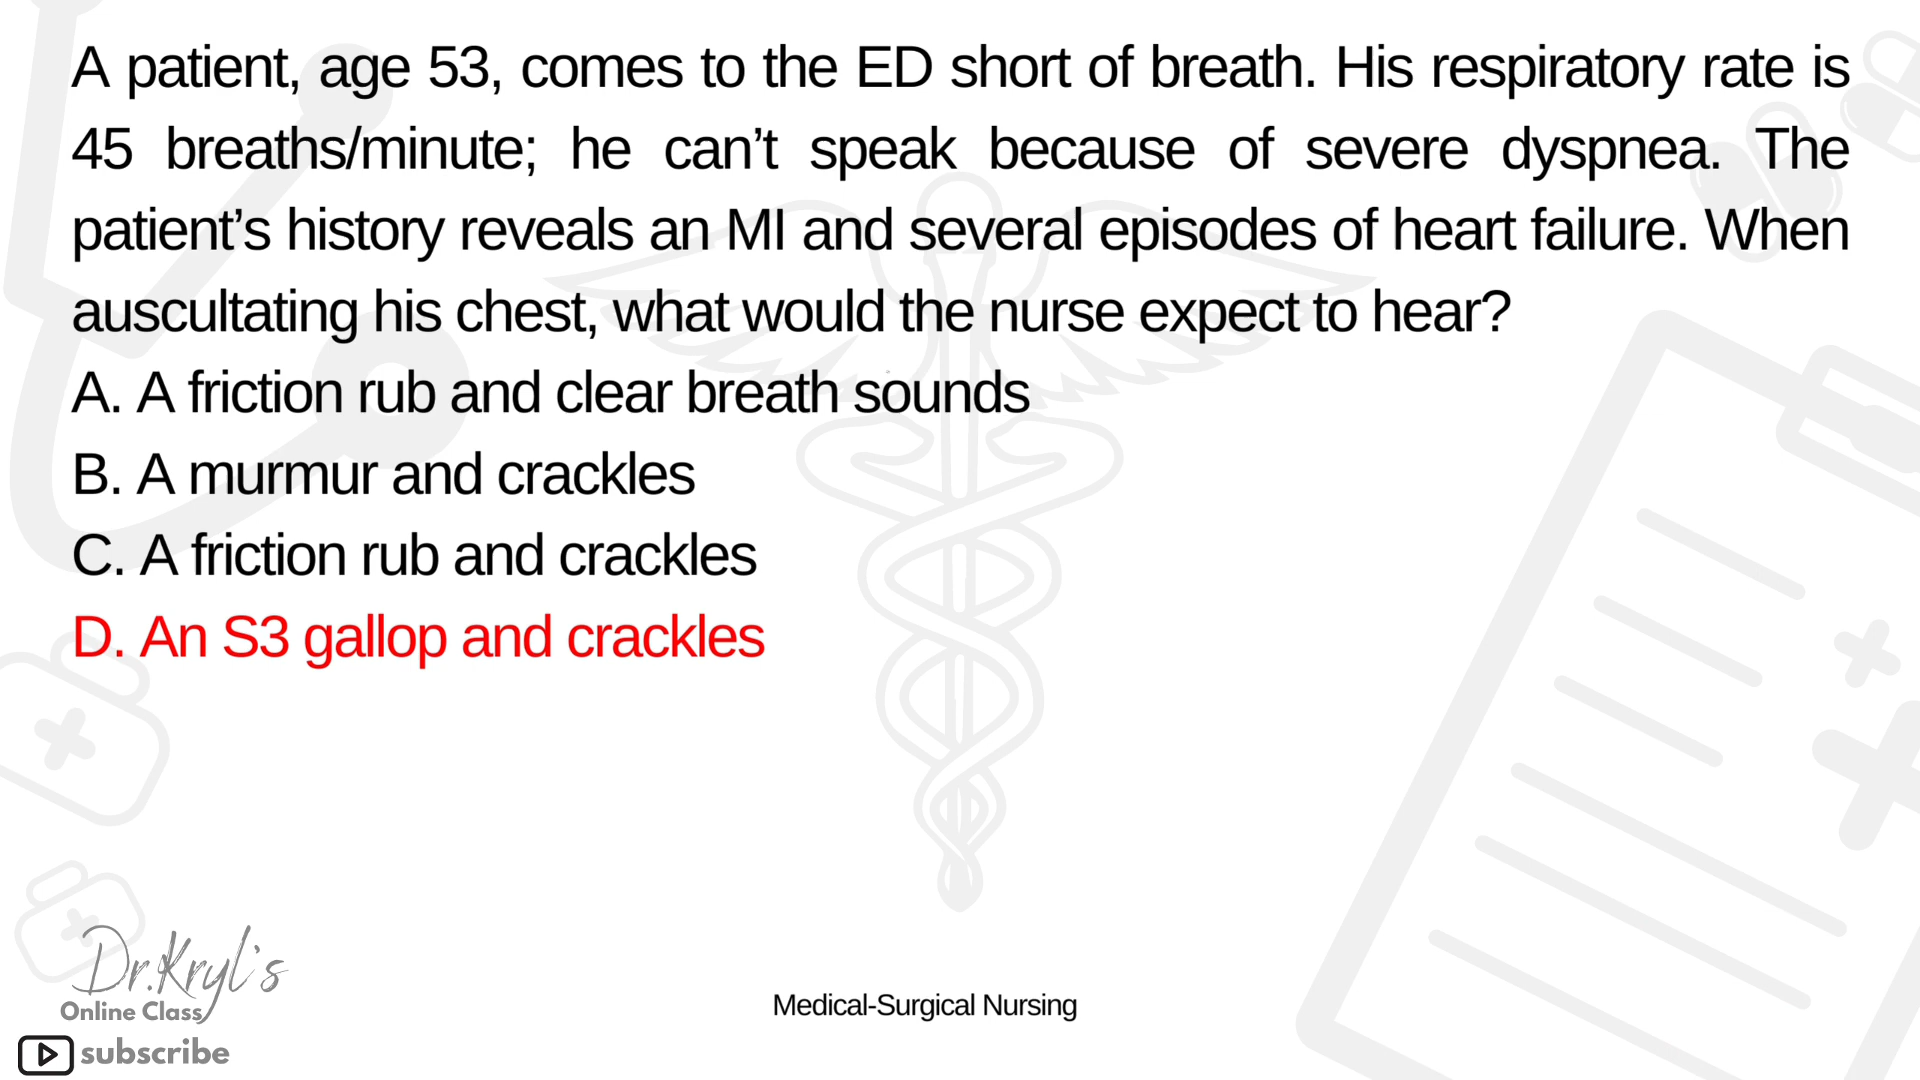 A patient, age 53, comes to the ED short of breath. His respiratory rate is
45 breaths/minute; he can’t speak because of severe dyspnea. The
patient’s history reveals an MI and several episodes of heart failure. When
auscultating his chest, what would the nurse expect to hear?
A. A friction rub and clear breath sounds
B. A murmur and crackles
C. A friction rub and crackles
D. An S3 gallop and crackles
Dr.Kryl's
Online Class
subscribe
Medical-Surgical Nursing